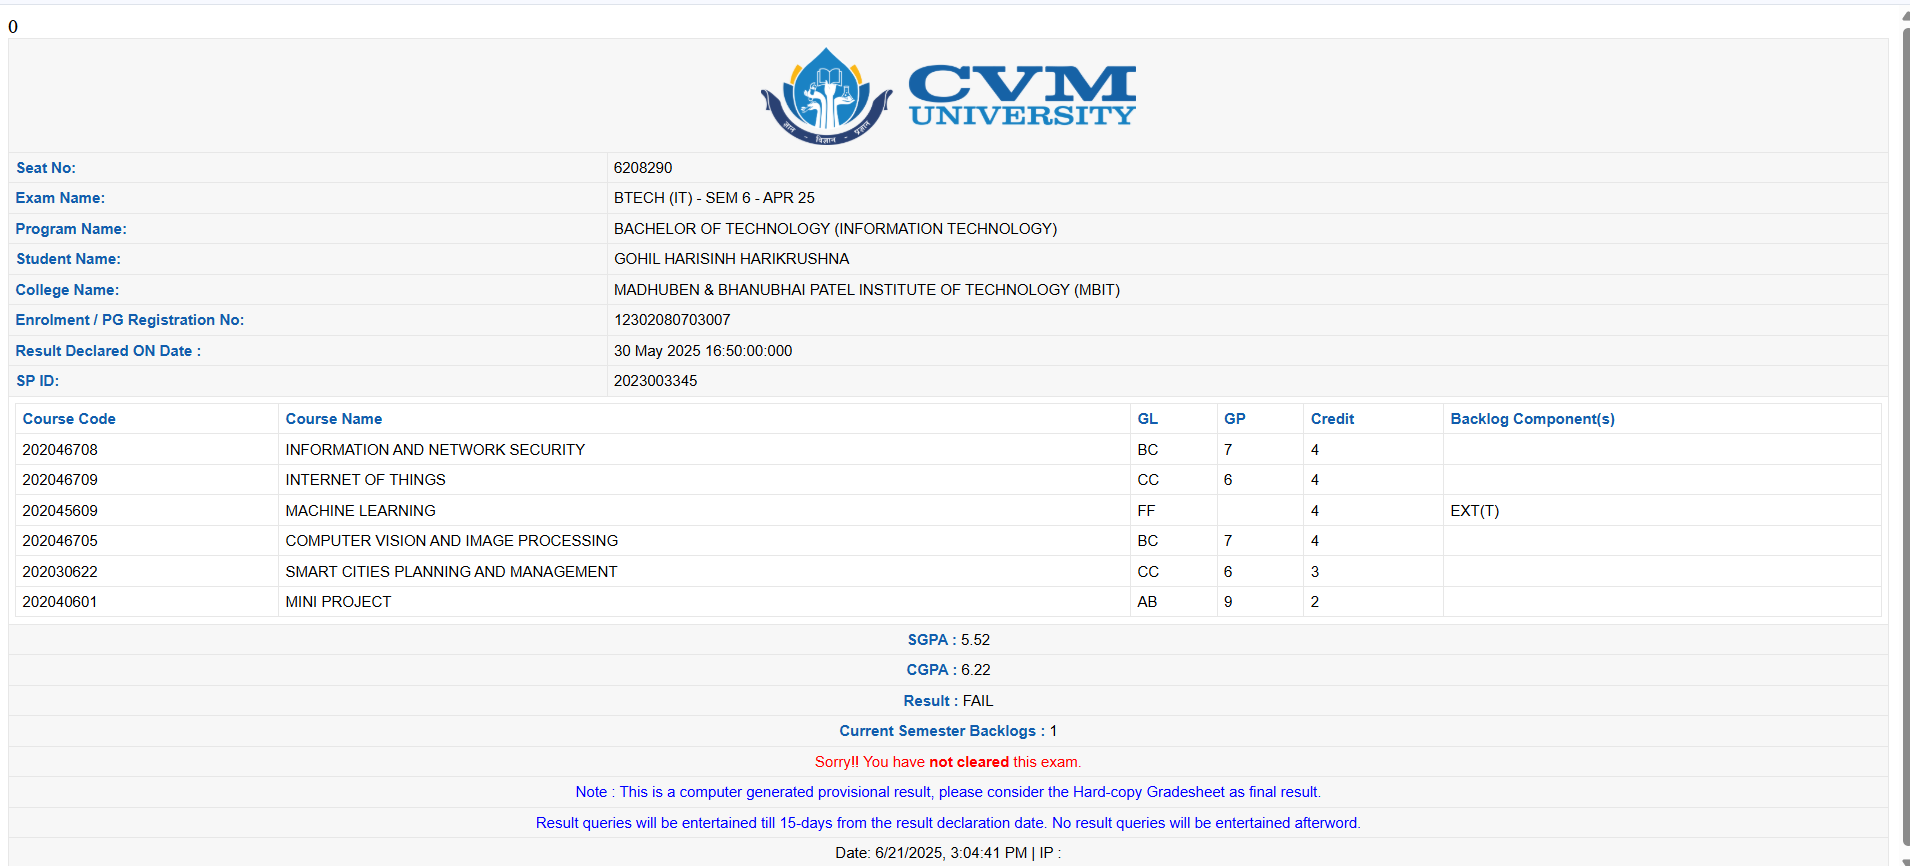 0
ज्ञान - विज्ञान - प्रज्ञान
CVM
UNIVERSITY
Seat No: 6208290
Exam Name: BTECH (IT) - SEM 6 - APR 25
Program Name: BACHELOR OF TECHNOLOGY (INFORMATION TECHNOLOGY)
Student Name: GOHIL HARISINH HARIKRUSHNA
College Name: MADHUBEN & BHANUBHAI PATEL INSTITUTE OF TECHNOLOGY (MBIT)
Enrolment / PG Registration No: 12302080703007
Result Declared ON Date : 30 May 2025 16:50:00:000
SP ID: 2023003345
Course Code Course Name GL GP Credit Backlog Component(s)
202046708 INFORMATION AND NETWORK SECURITY BC 7 4
202046709 INTERNET OF THINGS CC 6 4
202045609 MACHINE LEARNING FF 4 EXT(T)
202046705 COMPUTER VISION AND IMAGE PROCESSING BC 7 4
202030622 SMART CITIES PLANNING AND MANAGEMENT CC 6 3
202040601 MINI PROJECT AB 9 2
SGPA : 5.52
CGPA : 6.22
Result : FAIL
Current Semester Backlogs : 1
Sorry!! You have not cleared this exam.
Note : This is a computer generated provisional result, please consider the Hard-copy Gradesheet as final result.
Result queries will be entertained till 15-days from the result declaration date. No result queries will be entertained afterword.
Date: 6/21/2025, 3:04:41 PM | IP :